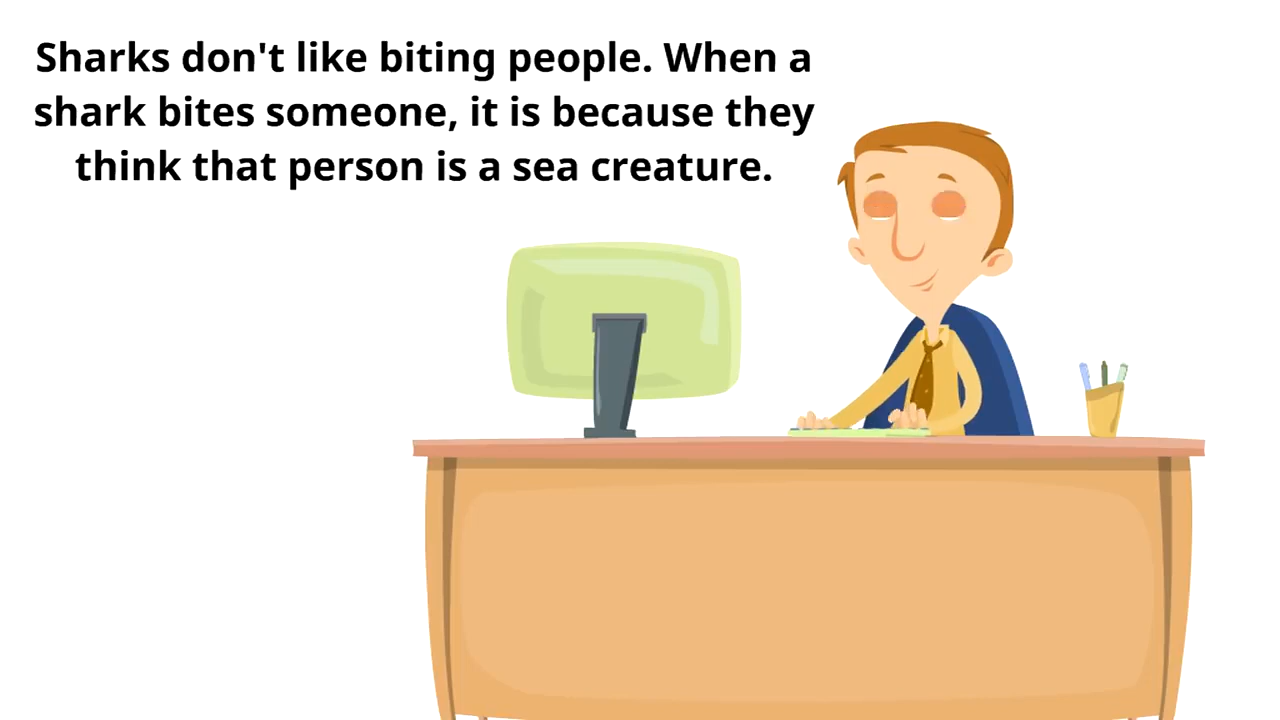 Sharks don't like biting people. When a
shark bites someone, it is because they
think that person is a sea creature.